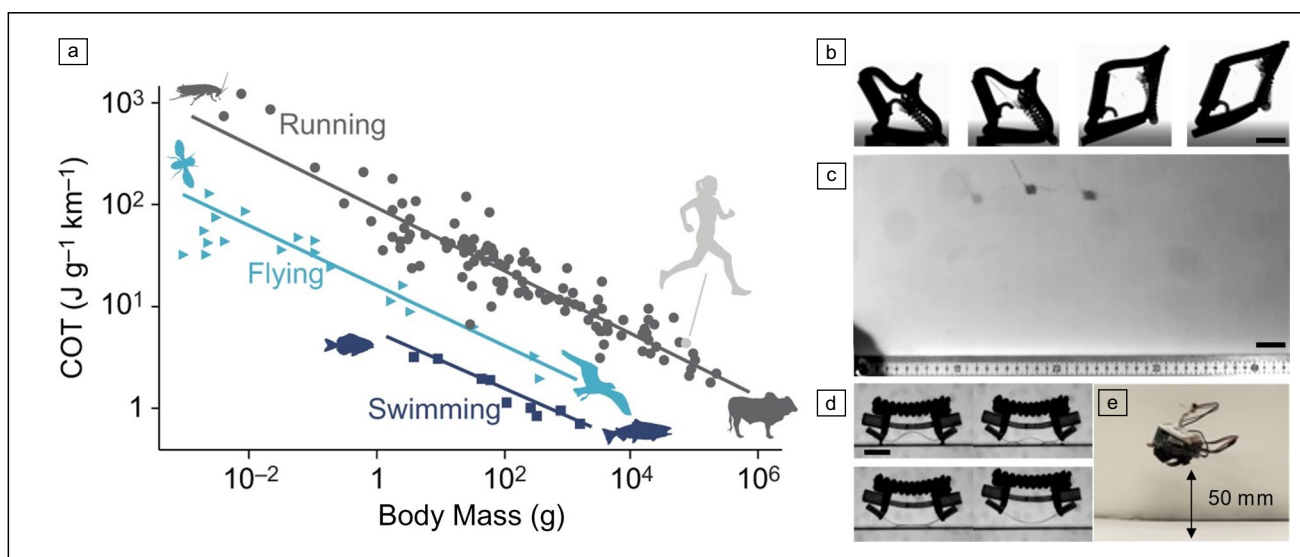 a
10³
10²
10¹
1
COT (J g⁻¹ km⁻¹)
Running
Flying
Swimming
10⁻²
1
10²
10⁴
10⁶
Body Mass (g)
b
c
d
e
50 mm